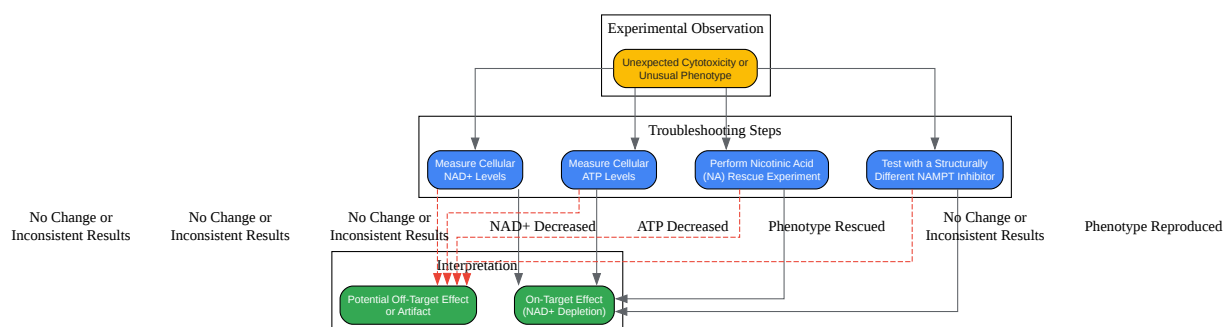 Experimental Observation
Unexpected Cytotoxicity or
Unusual Phenotype
Troubleshooting Steps
Measure Cellular
NAD+ Levels
Measure Cellular
ATP Levels
Perform Nicotinic Acid
(NA) Rescue Experiment
Test with a Structurally
Different NAMPT Inhibitor
No Change or
Inconsistent Results
No Change or
Inconsistent Results
No Change or
Inconsistent Results
NAD+ Decreased
ATP Decreased
Phenotype Rescued
No Change or
Inconsistent Results
Phenotype Reproduced
Interpretation
Potential Off-Target Effect
or Artifact
On-Target Effect
(NAD+ Depletion)